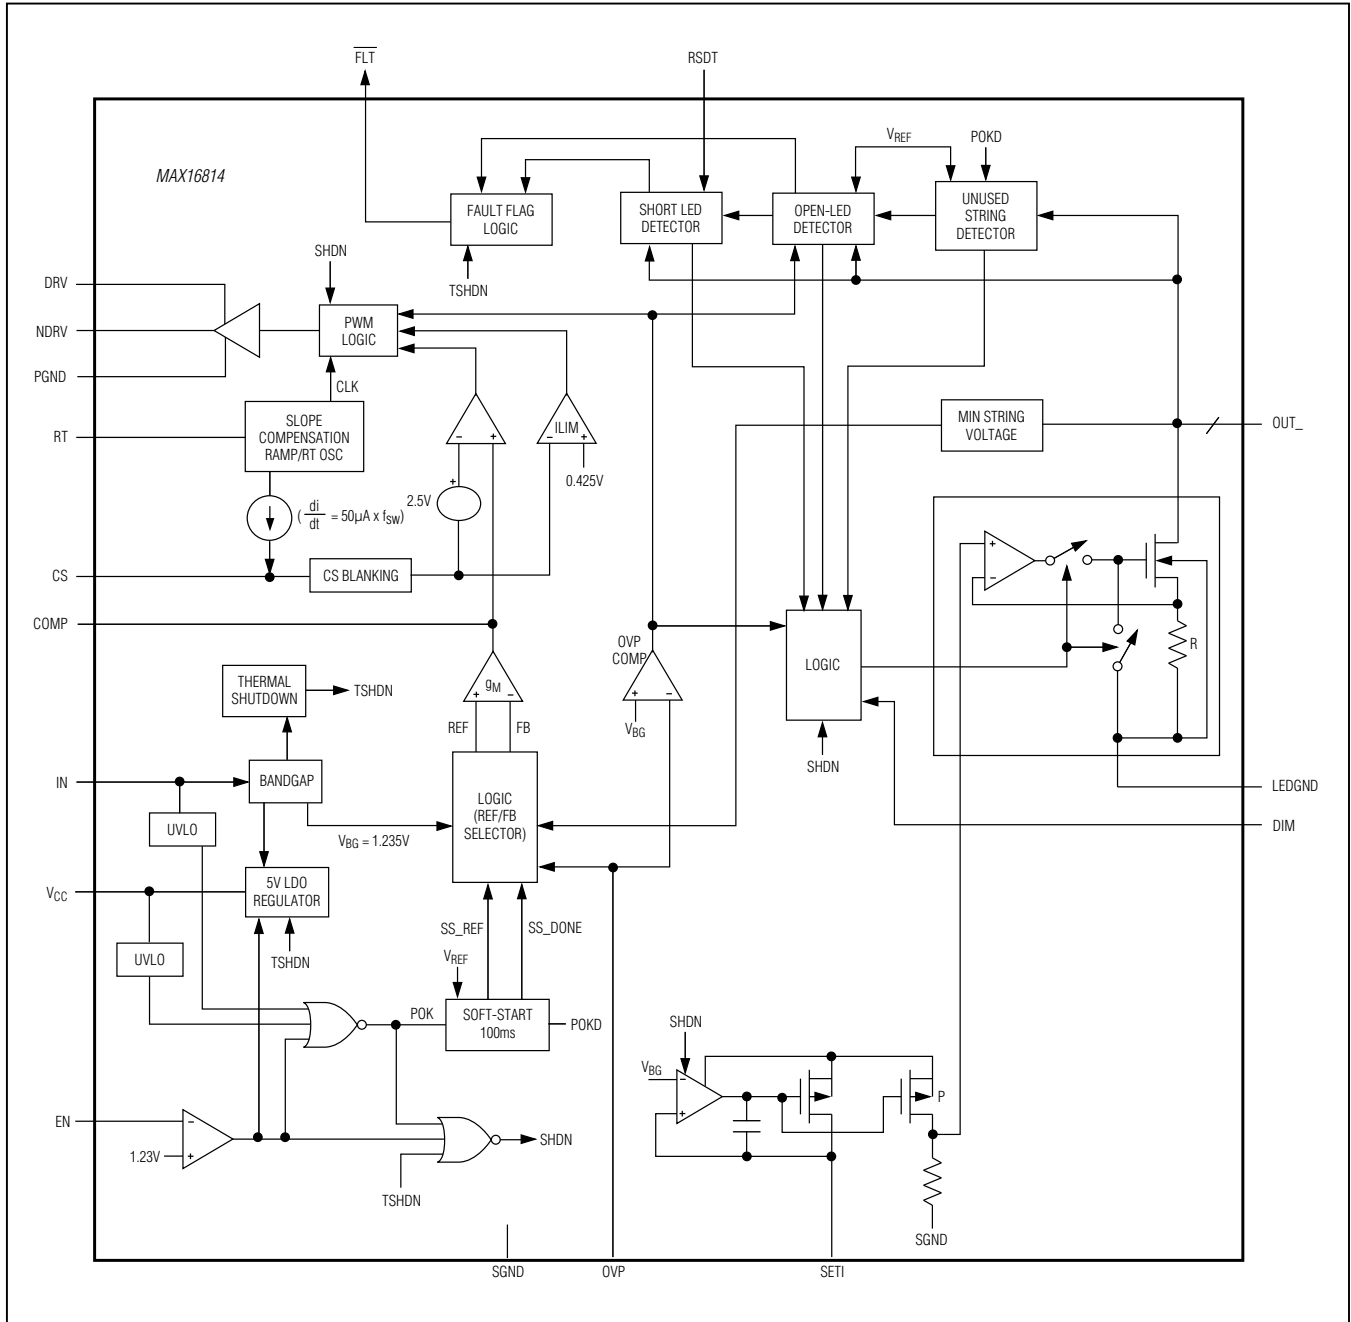 FLT
RSDT
MAX16814
VREF
POKD
FAULT FLAG
LOGIC
SHORT LED
DETECTOR
OPEN-LED
DETECTOR
UNUSED
STRING
DETECTOR
SHDN
TSHDN
DRV
NDRV
PGND
PWM
LOGIC
CLK
RT
SLOPE
COMPENSATION
RAMP/RT OSC
– +
ILIM
– +
0.425V
MIN STRING
VOLTAGE
OUT_
+
2.5V
(di/dt = 50µA x fSW)
CS
CS BLANKING
COMP
+
–
R
OVP
COMP
LOGIC
gM
+ –
+ –
THERMAL
SHUTDOWN
TSHDN
REF
FB
VBG
SHDN
IN
BANDGAP
UVLO
LOGIC
(REF/FB
SELECTOR)
VBG = 1.235V
LEDGND
DIM
VCC
5V LDO
REGULATOR
UVLO
TSHDN
SS_REF
SS_DONE
VREF
POK
SOFT-START
100ms
POKD
SHDN
VBG
–
+
P
EN
–
1.23V
+
SHDN
TSHDN
SGND
SGND
OVP
SETI